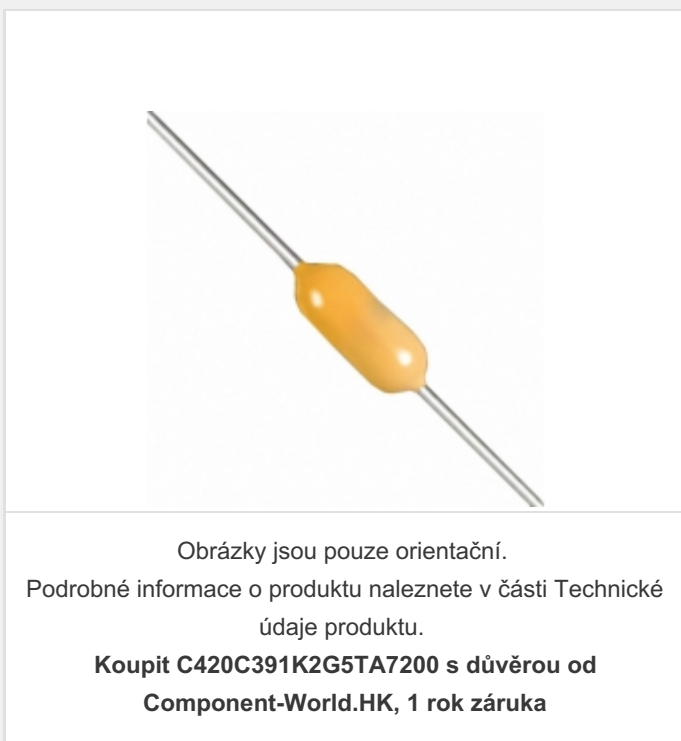 Obrázky jsou pouze orientační.
Podrobné informace o produktu naleznete v části Technické
údaje produktu.
Koupit C420C391K2G5TA7200 s důvěrou od
Component-World.HK, 1 rok záruka